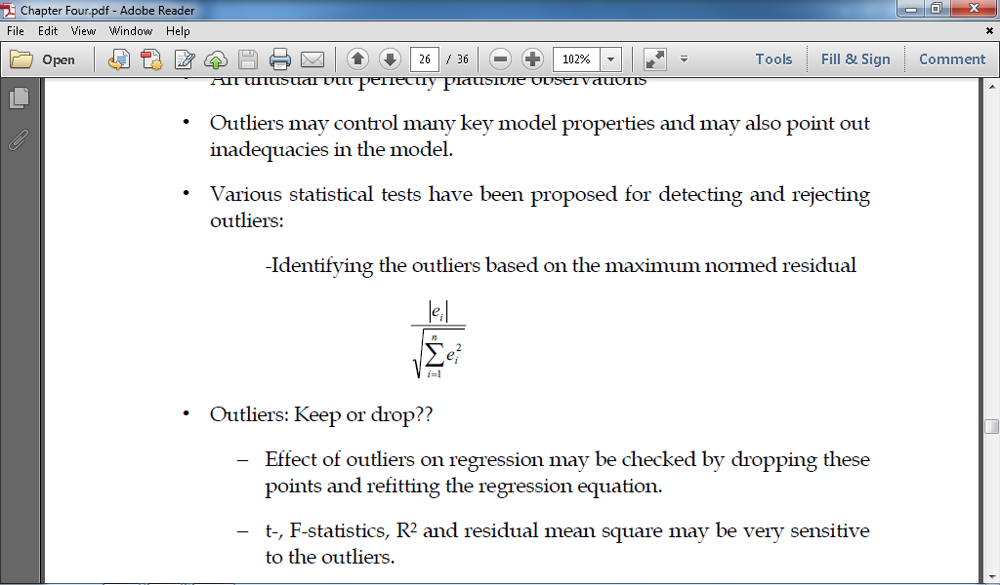 Chapter Four.pdf - Adobe Reader
File Edit View Window Help
Open 26 / 36 102% Tools Fill & Sign Comment
• An unusual but perfectly plausible observations
• Outliers may control many key model properties and may also point out
inadequacies in the model.
• Various statistical tests have been proposed for detecting and rejecting
outliers:
-Identifying the outliers based on the maximum normed residual
|e_i|
√ n ∑ i=1 e_i^2
• Outliers: Keep or drop??
– Effect of outliers on regression may be checked by dropping these
points and refitting the regression equation.
– t-, F-statistics, R² and residual mean square may be very sensitive
to the outliers.